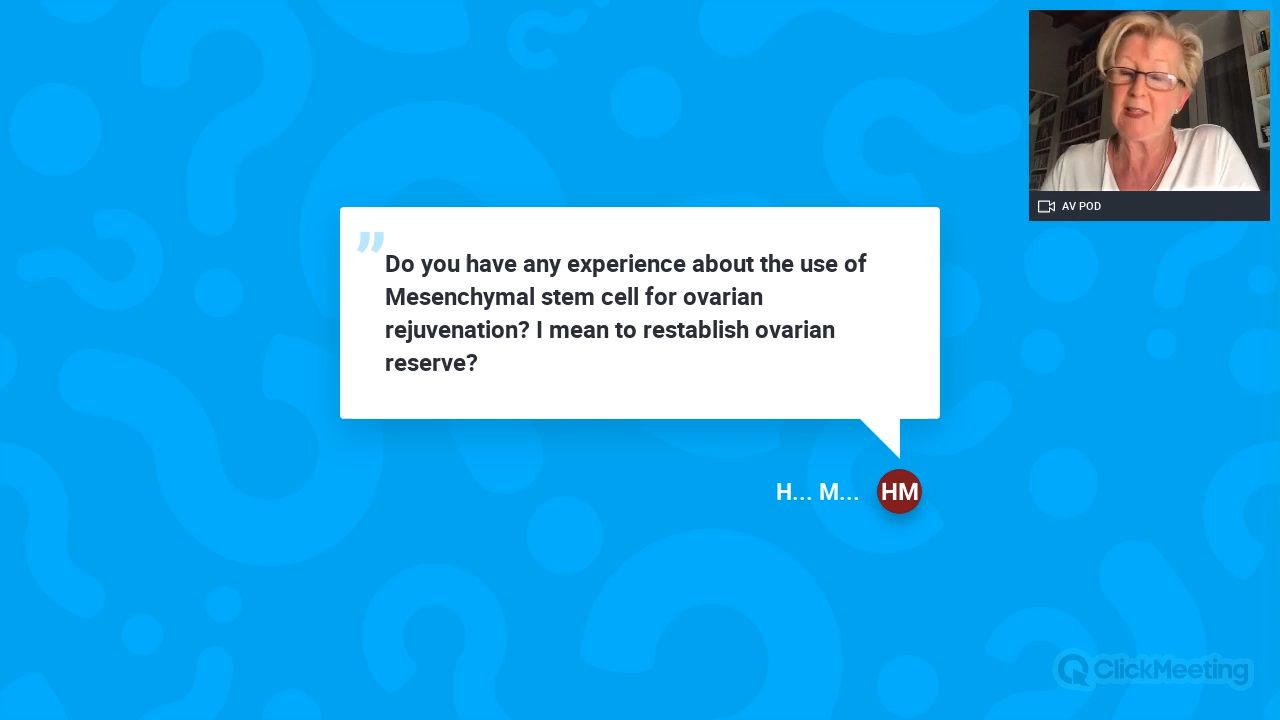 AV POD
”
Do you have any experience about the use of
Mesenchymal stem cell for ovarian
rejuvenation? I mean to restablish ovarian
reserve?
H... M...
HM
ClickMeeting